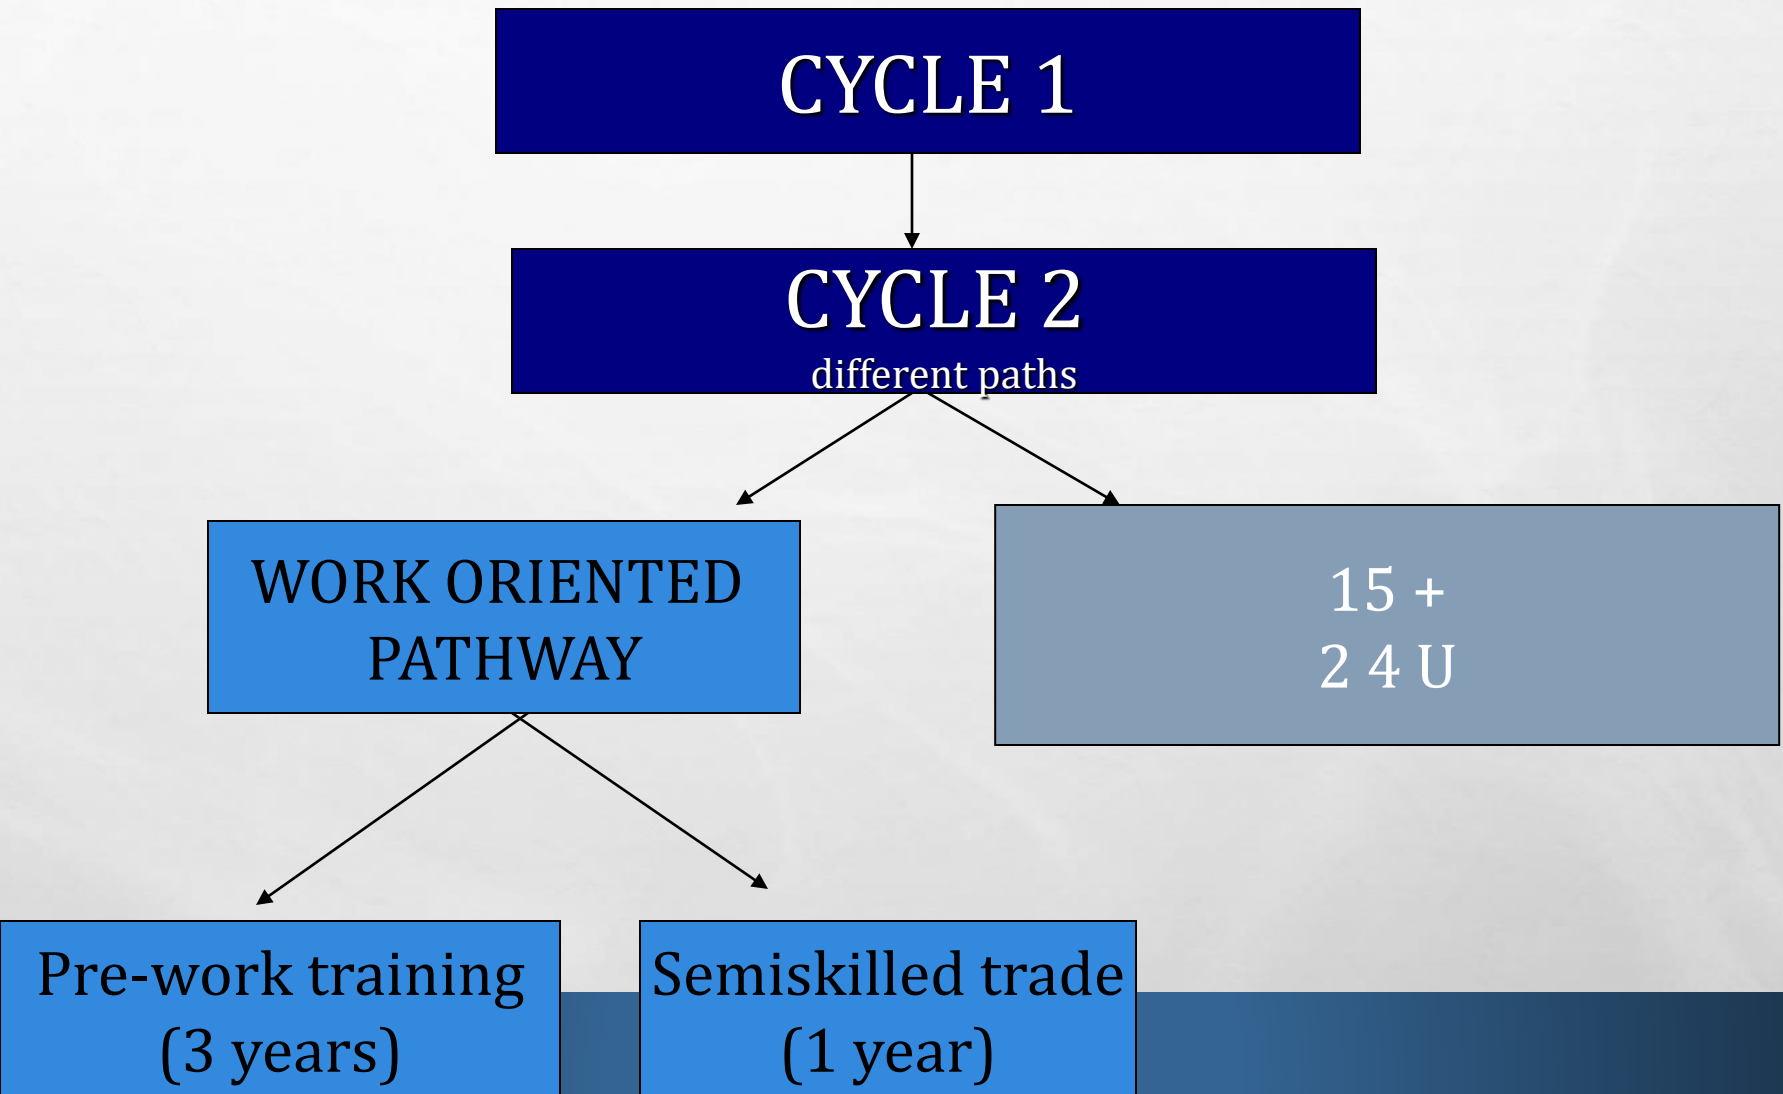 CYCLE 1
CYCLE 2
different paths
WORK ORIENTED
PATHWAY
15 +
2 4 U
Pre-work training
(3 years)
Semiskilled trade
(1 year)